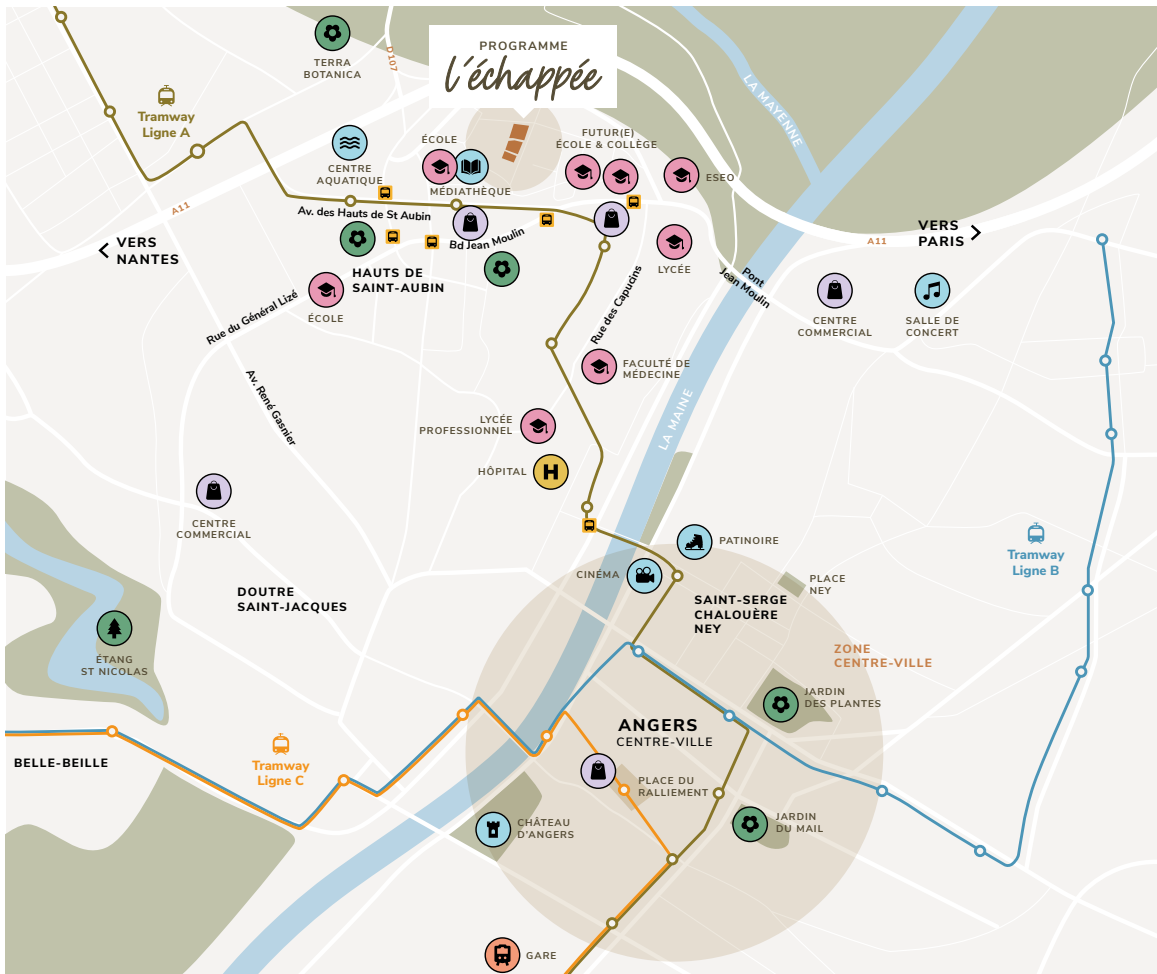 TERRA
BOTANICA
D107
PROGRAMME
l'échappée
LA MAYENNE
Tramway
Ligne A
CENTRE
AQUATIQUE
ÉCOLE
MÉDIATHÈQUE
FUTUR(E)
ÉCOLE & COLLÈGE
ESEO
A11
Av. des Hauts de St Aubin
Bd Jean Moulin
VERS
NANTES
HAUTS DE
SAINT-AUBIN
LYCÉE
A11
VERS
PARIS
Pont
Jean Moulin
Rue du Général Lizé
ÉCOLE
Rue des Capucins
CENTRE
COMMERCIAL
SALLE DE
CONCERT
FACULTÉ DE
MÉDECINE
Av. René Gasnier
LA MAINE
LYCÉE
PROFESSIONNEL
HÔPITAL
H
CENTRE
COMMERCIAL
PATINOIRE
CINÉMA
Tramway
Ligne B
PLACE
NEY
DOUTRE
SAINT-JACQUES
SAINT-SERGE
CHALOUÈRE
NEY
ÉTANG
ST NICOLAS
ZONE
CENTRE-VILLE
JARDIN
DES PLANTES
ANGERS
CENTRE-VILLE
BELLE-BEILLE
Tramway
Ligne C
PLACE DU
RALLIEMENT
CHÂTEAU
D'ANGERS
JARDIN
DU MAIL
GARE